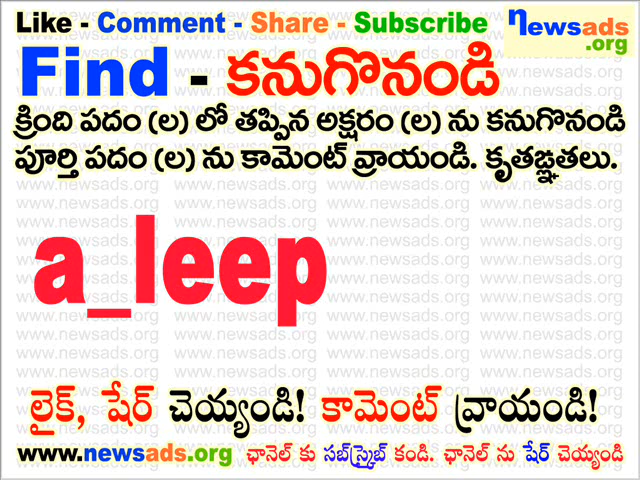 Like - Comment - Share - Subscribe
newsads
.org
Find - కనుగొనండి
క్రింది పదం (ల) లో తప్పిన అక్షరం (ల) ను కనుగొనండి
పూర్తి పదం (ల) ను కామెంట్ వ్రాయండి. కృతజ్ఞతలు.
a_leep
లైక్, షేర్ చెయ్యండి! కామెంట్ వ్రాయండి!
www.newsads.org ఛానెల్ కు సబ్‌స్క్రైబ్ కండి. ఛానెల్ ను షేర్ చెయ్యండి